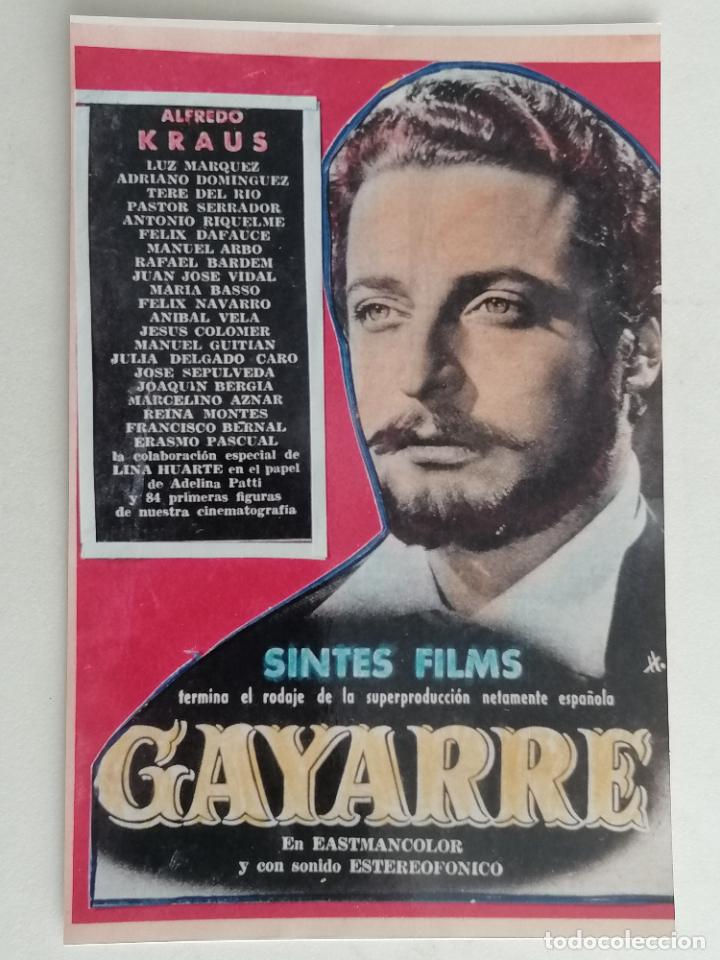 ALFREDO
KRAUS
LUZ MARQUEZ
ADRIANO DOMINGUEZ
TERE DEL RIO
PASTOR SERRADOR
ANTONIO RIQUELME
FELIX DAFAUCE
MANUEL ARBO
RAFAEL BARDEM
JUAN JOSE VIDAL
MARIA BASSO
FELIX NAVARRO
ANIBAL VELA
JESUS COLOMER
MANUEL GUITIAN
JULIA DELGADO CARO
JOSE SEPULVEDA
JOAQUIN BERGIA
MARCELINO AZNAR
REINA MONTES
FRANCISCO BERNAL
ERASMO PASCUAL
la colaboración especial de
LINA HUARTE en el papel
de Adelina Patti
y 84 primeras figuras
de nuestra cinematografía
SINTES FILMS
termina el rodaje de la superproducción netamente española
GAYARRE
En EASTMANCOLOR
y con sonido ESTEREOFONICO
todocoleccion.net